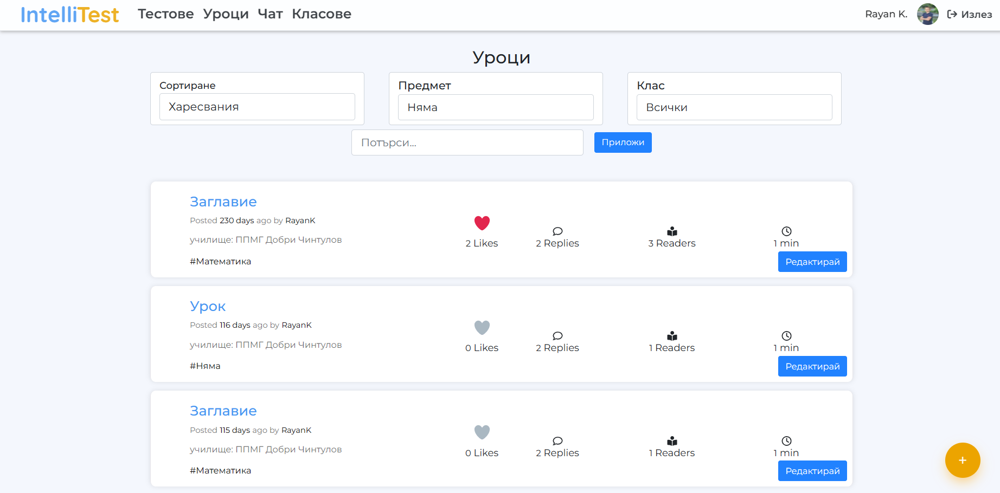 IntelliTest Тестове Уроци Чат Класове Rayan K. Излез
Уроци
Сортиране Предмет Клас
Харесвания Няма Всички
Потърси... Приложи
Заглавие
Posted 230 days ago by RayanK
училище: ППМГ Добри Чинтулов
2 Likes 2 Replies 3 Readers 1 min
#Математика Редактирай
Урок
Posted 116 days ago by RayanK
училище: ППМГ Добри Чинтулов
0 Likes 2 Replies 1 Readers 1 min
#Няма Редактирай
Заглавие
Posted 115 days ago by RayanK
училище: ППМГ Добри Чинтулов
0 Likes 2 Replies 1 Readers 1 min
#Математика Редактирай
+